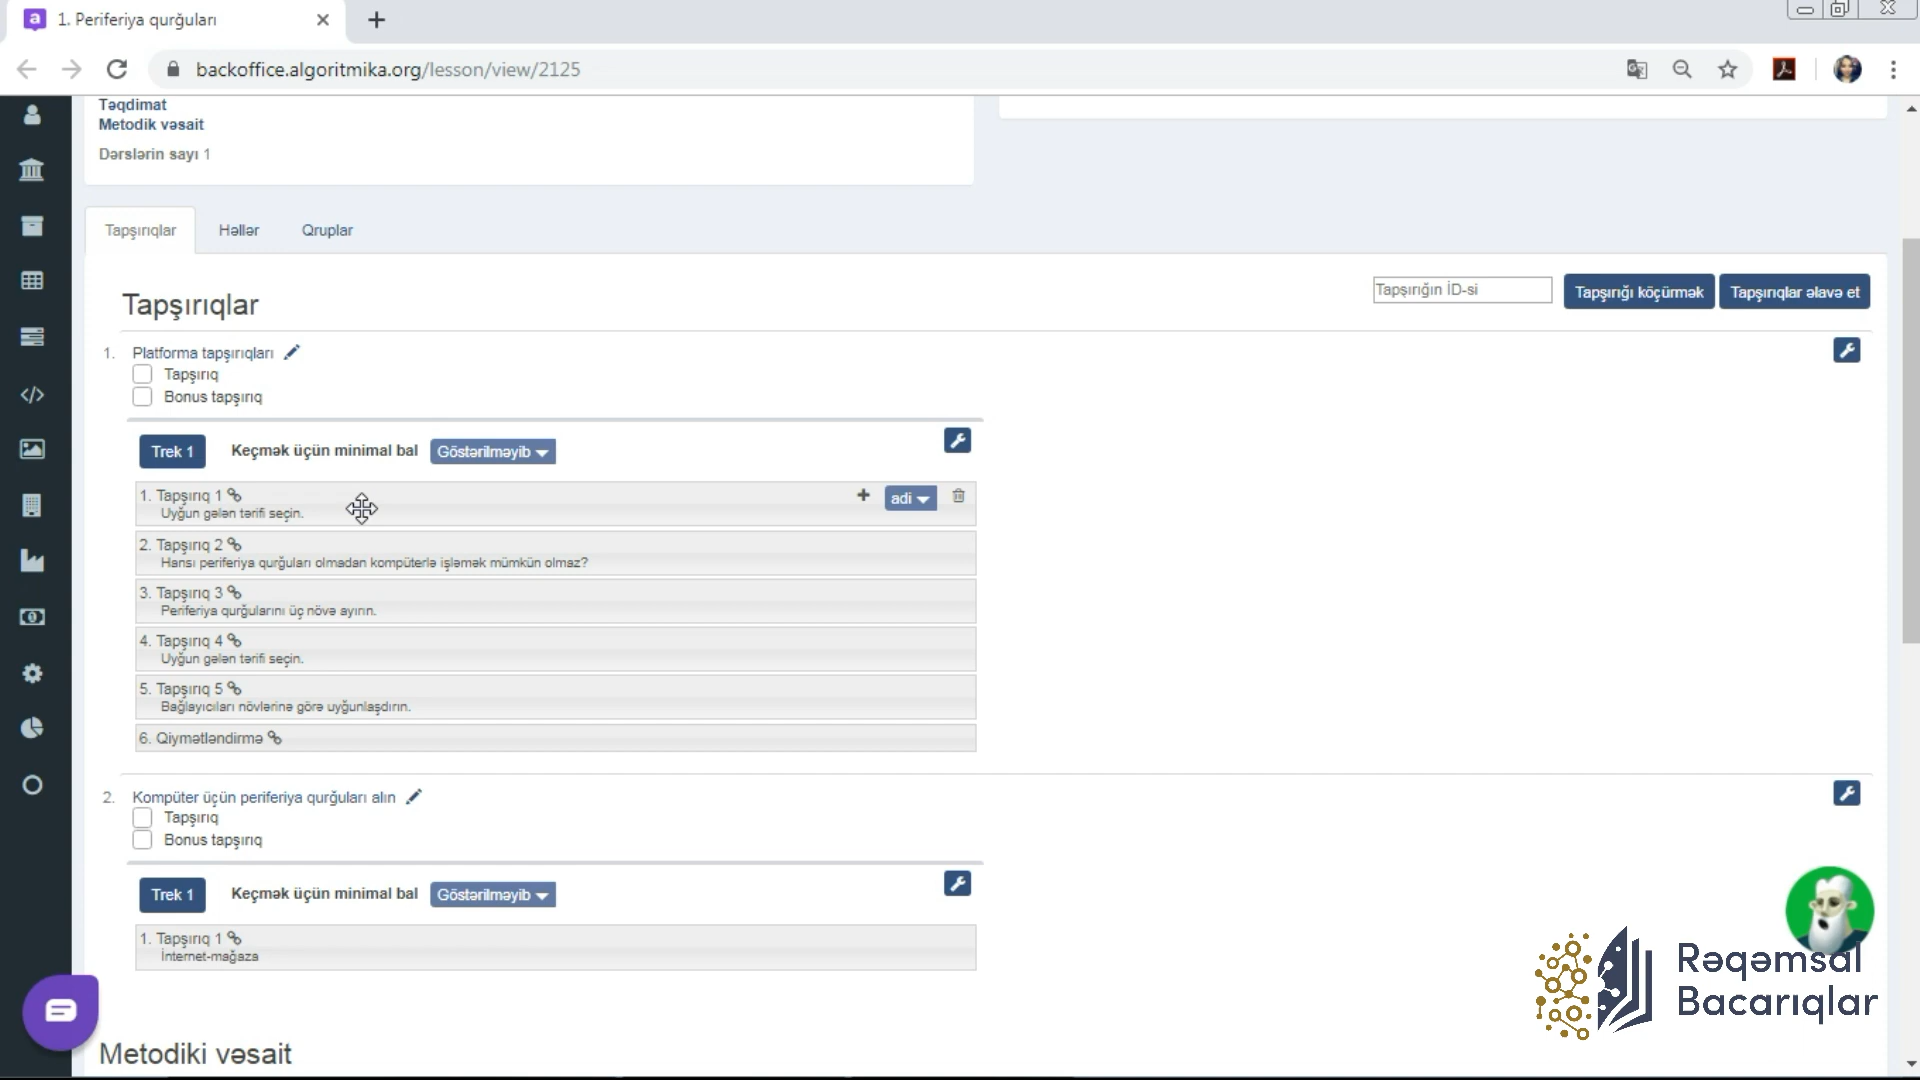 1. Periferiya qurğuları
backoffice.algoritmika.org/lesson/view/2125
Təqdimat
Metodik vəsait
Dərslərin sayı 1
Tapşırıqlar Həllər Qruplar
Tapşırıqlar
Tapşırığın İD-si
Tapşırığı köçürmək
Tapşırıqlar əlavə et
1. Platforma tapşırıqları
Tapşırıq
Bonus tapşırıq
Trek 1 Keçmək üçün minimal bal Göstərilməyib
1. Tapşırıq 1
Uyğun gələn tərifi seçin.
adi
2. Tapşırıq 2
Hansı periferiya qurğuları olmadan kompüterlə işləmək mümkün olmaz?
3. Tapşırıq 3
Periferiya qurğularını üç növə ayırın.
4. Tapşırıq 4
Uyğun gələn tərifi seçin.
5. Tapşırıq 5
Bağlayıcıları növlərinə görə uyğunlaşdırın.
6. Qiymətləndirmə
2. Kompüter üçün periferiya qurğuları alın
Tapşırıq
Bonus tapşırıq
Trek 1 Keçmək üçün minimal bal Göstərilməyib
1. Tapşırıq 1
İnternet-mağaza
Metodiki vəsait
Rəqəmsal
Bacarıqlar